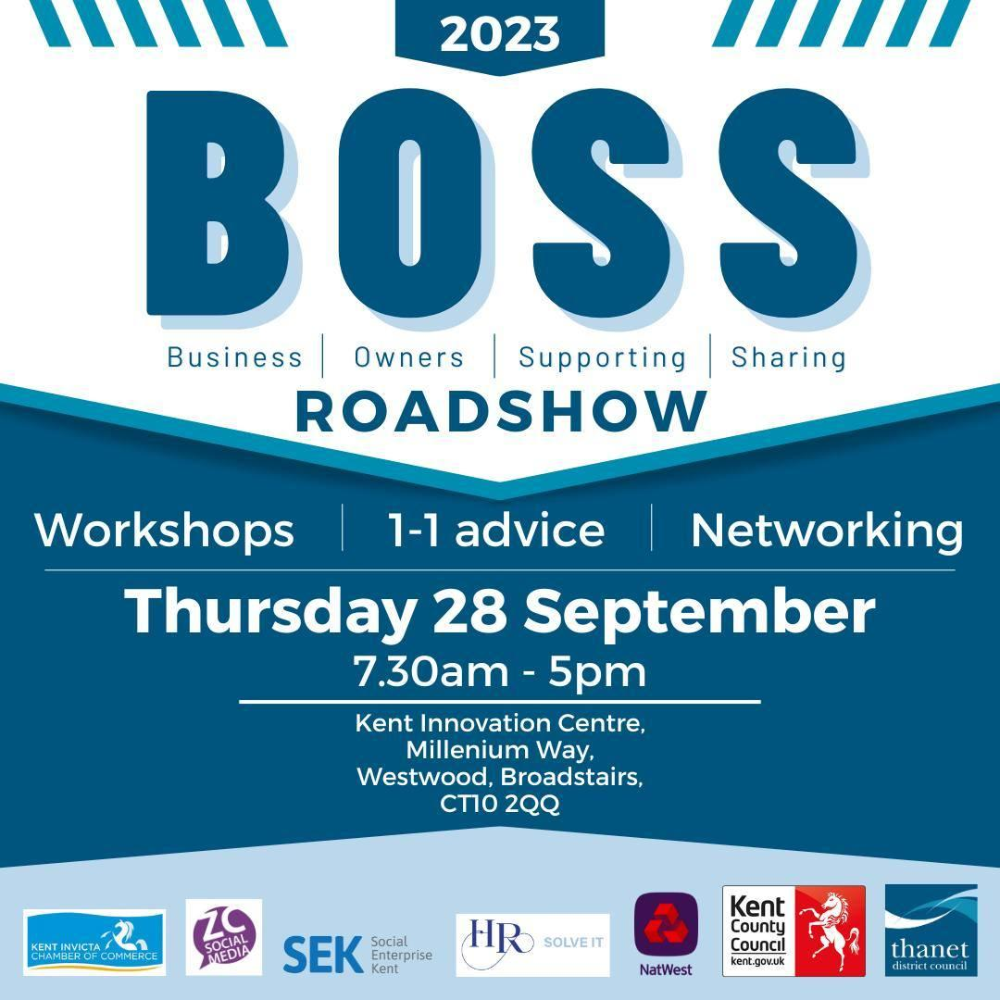 2023
BOSS
Business | Owners | Supporting | Sharing
ROADSHOW
Workshops | 1-1 advice | Networking
Thursday 28 September
7.30am - 5pm
Kent Innovation Centre,
Millenium Way,
Westwood, Broadstairs,
CT10 2QQ
KENT INVICTA
CHAMBER OF COMMERCE
ZC
SOCIAL
MEDIA
SEK
Social
Enterprise
Kent
HR SOLVE IT
NatWest
Kent
County
Council
kent.gov.uk
thanet
district council